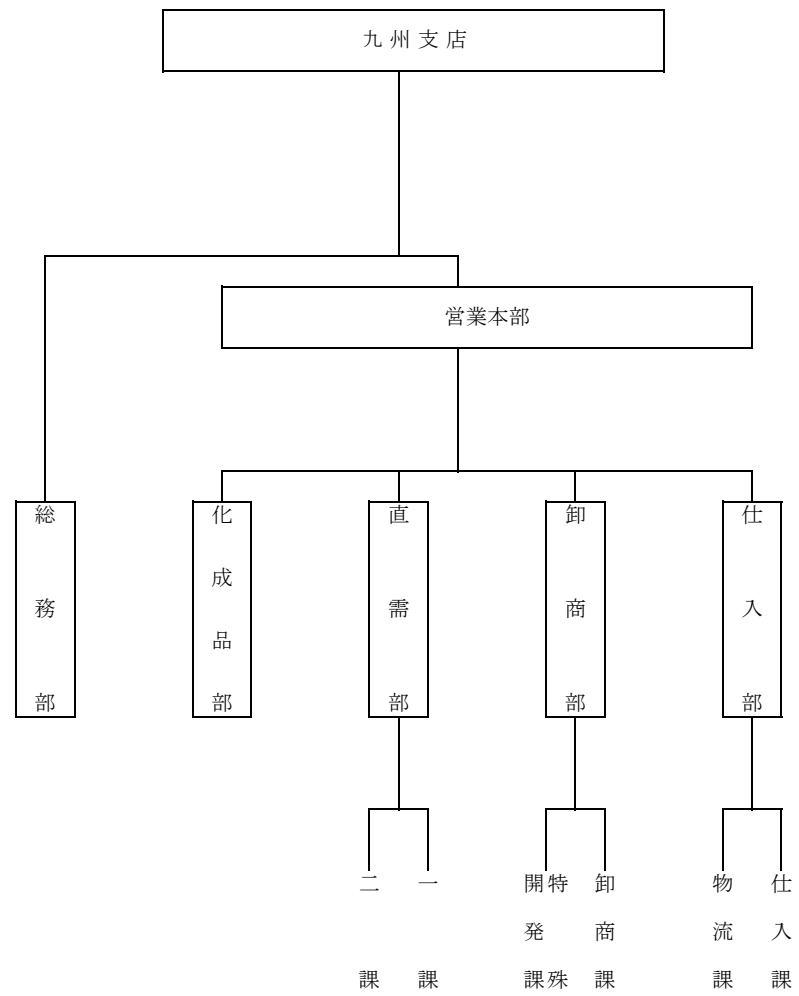 九州支店
営業本部
総務部
化成品部
直需部
卸商部
仕入部
二課
一課
特殊
開発課
卸商課
物流課
仕入課